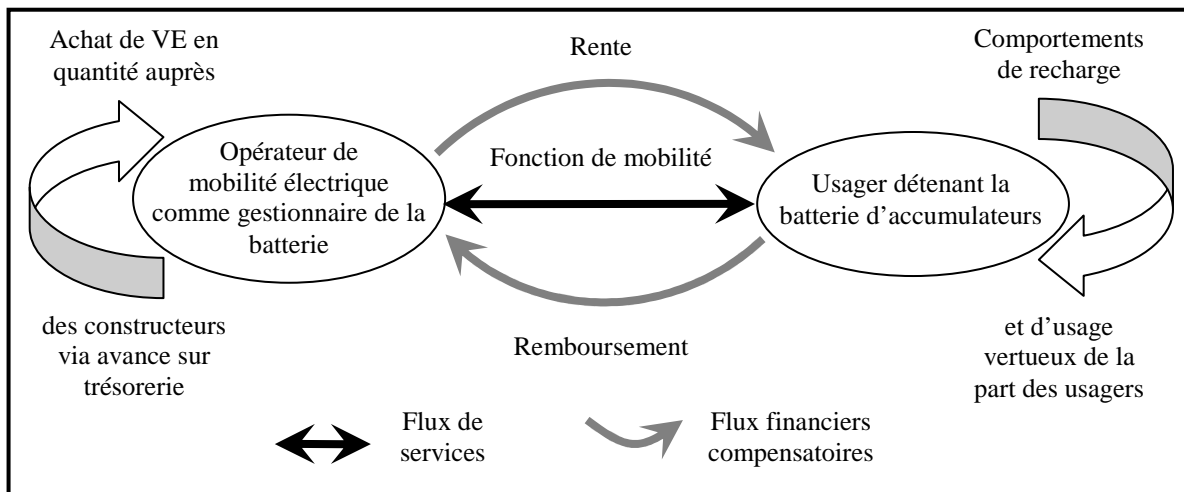 Achat de VE en
quantité auprès
Rente
Comportements
de recharge
Opérateur de
mobilité électrique
comme gestionnaire de la
batterie
Fonction de mobilité
Usager détenant la
batterie d’accumulateurs
des constructeurs
via avance sur
trésorerie
Remboursement
et d’usage
vertueux de la
part des usagers
Flux de
services
Flux financiers
compensatoires